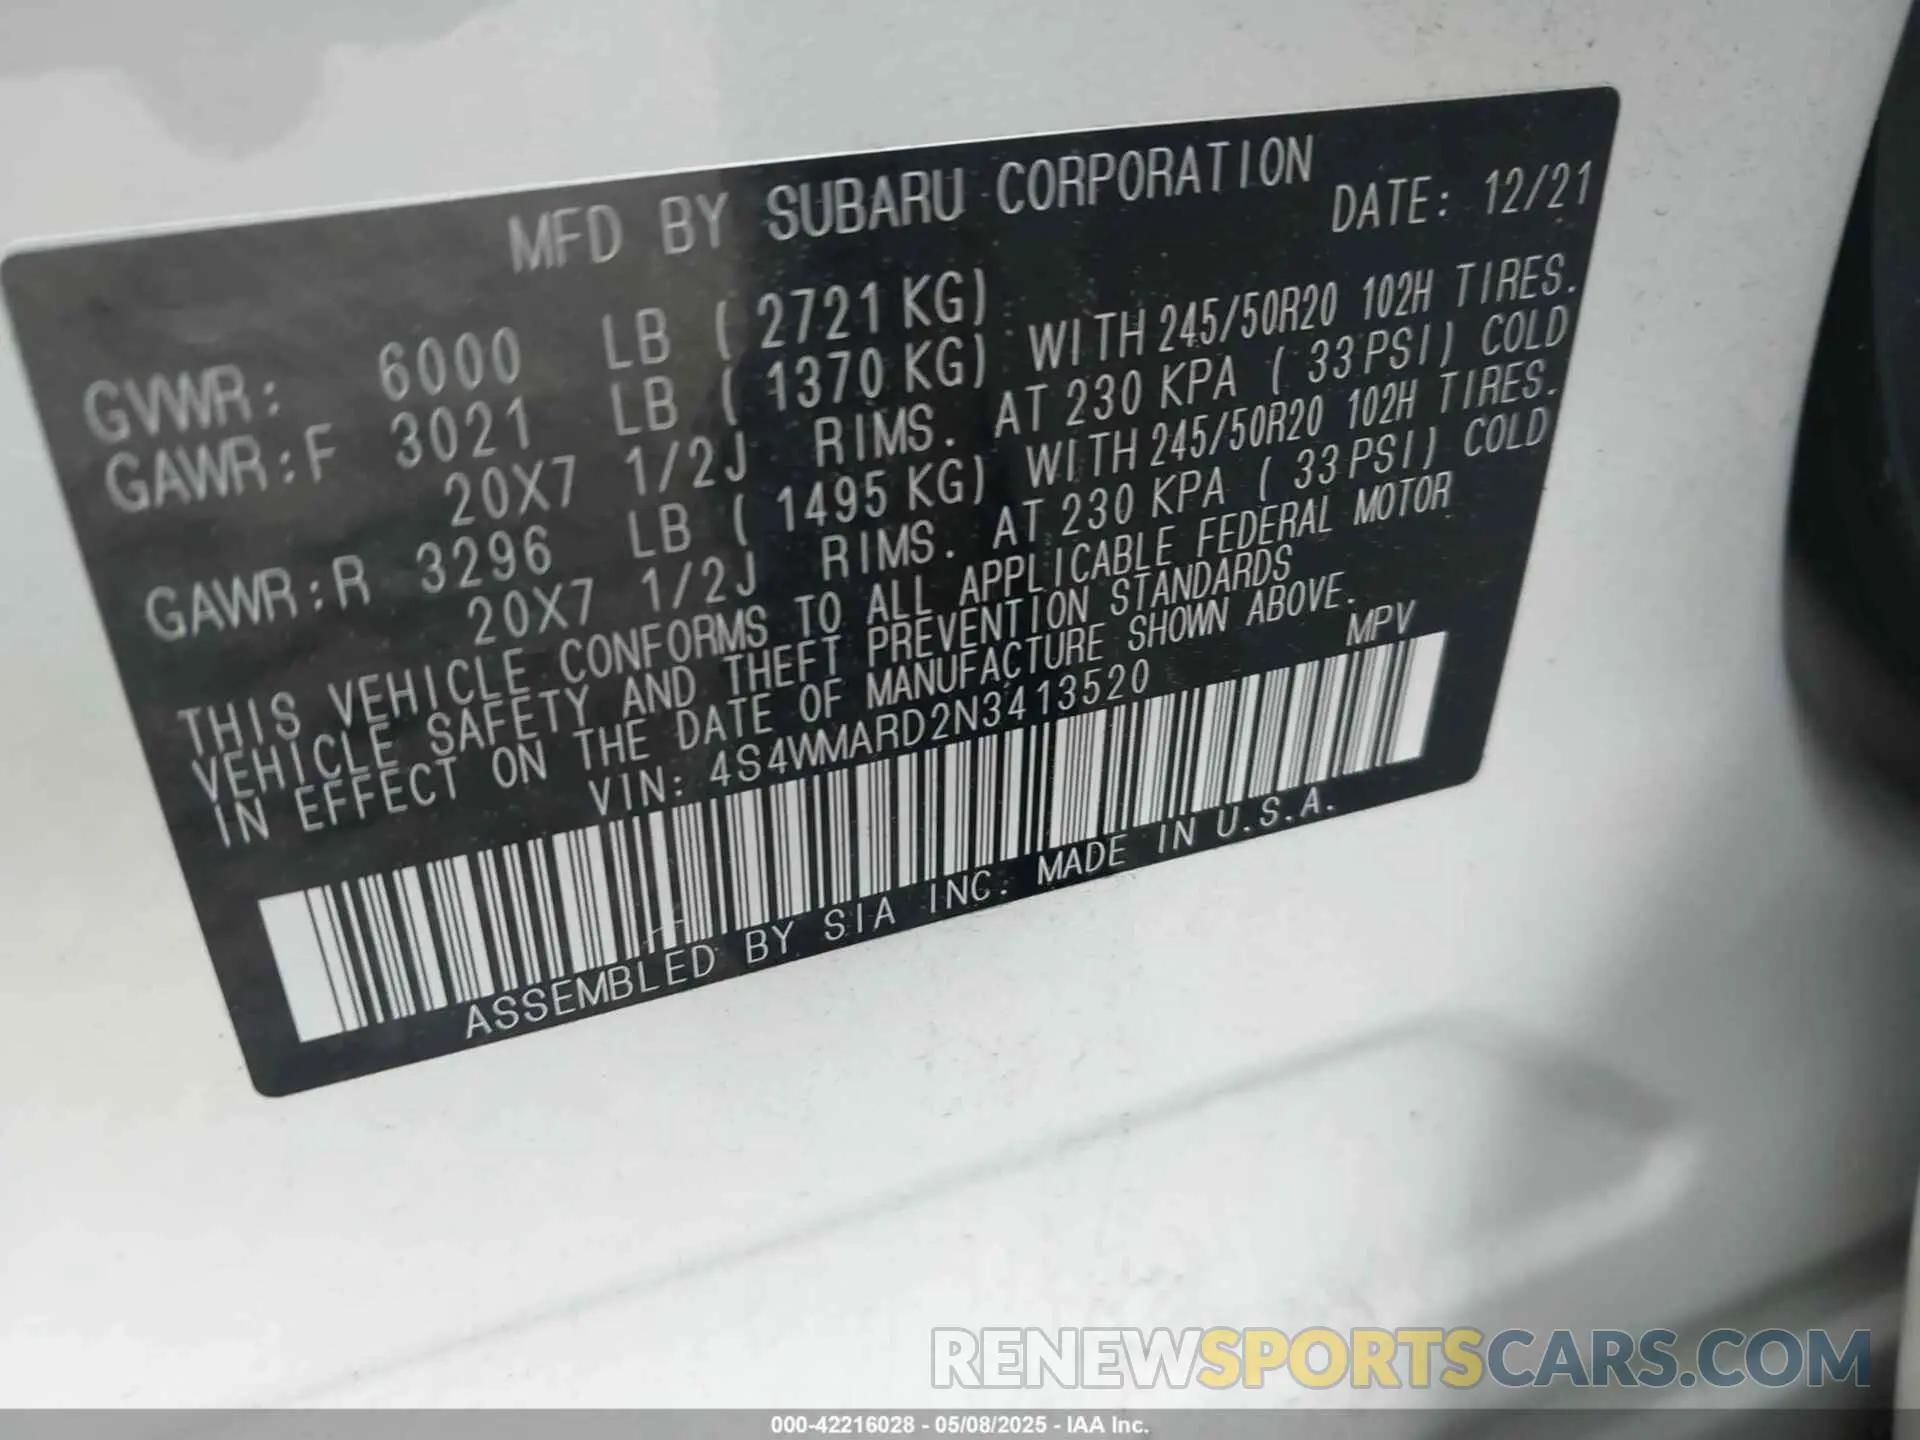 MFD BY SUBARU CORPORATION
DATE: 12/21
GVWR: 6000 LB ( 2721 KG)
GAWR:F 3021 LB ( 1370 KG) WITH 245/50R20 102H TIRES.
20X7 1/2J RIMS. AT 230 KPA ( 33 PSI) COLD
GAWR:R 3296 LB ( 1495 KG) WITH 245/50R20 102H TIRES.
20X7 1/2J RIMS. AT 230 KPA ( 33 PSI) COLD
THIS VEHICLE CONFORMS TO ALL APPLICABLE FEDERAL MOTOR
VEHICLE SAFETY AND THEFT PREVENTION STANDARDS
IN EFFECT ON THE DATE OF MANUFACTURE SHOWN ABOVE.
VIN: 4S4WMARD2N3413520 MPV
ASSEMBLED BY SIA INC. MADE IN U.S.A.
RENEWSPORTSCARS.COM
000-42216028 - 05/08/2025 - IAA Inc.